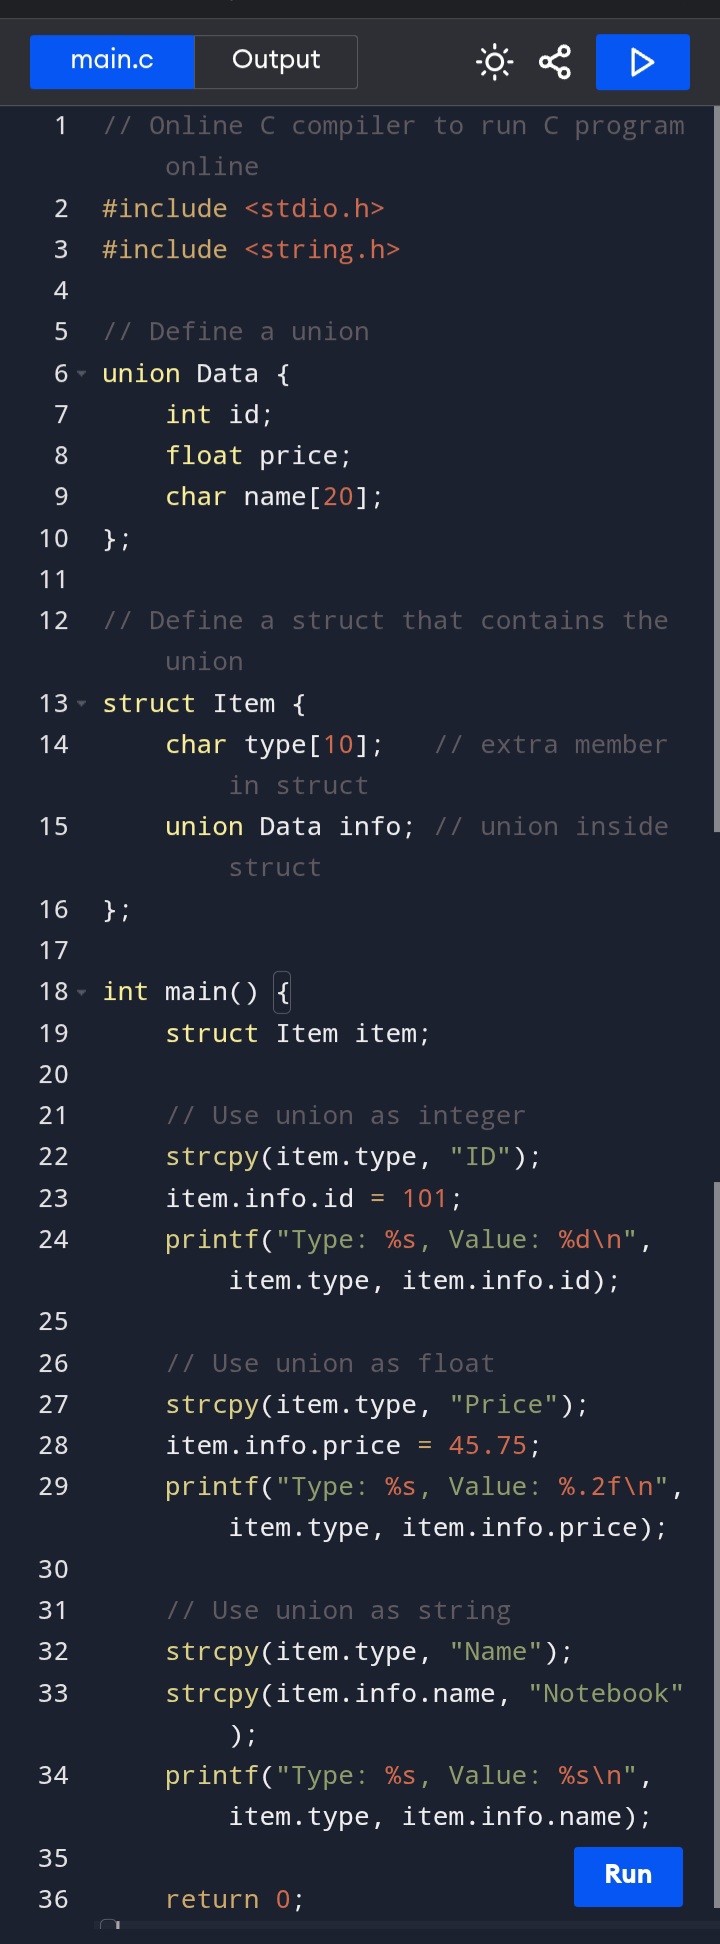 main.c Output
1 // Online C compiler to run C program
online
2 #include <stdio.h>
3 #include <string.h>
4
5 // Define a union
6 union Data {
7     int id;
8     float price;
9     char name[20];
10 };
11
12 // Define a struct that contains the
union
13 struct Item {
14     char type[10];   // extra member
in struct
15     union Data info; // union inside
struct
16 };
17
18 int main() {
19     struct Item item;
20
21     // Use union as integer
22     strcpy(item.type, "ID");
23     item.info.id = 101;
24     printf("Type: %s, Value: %d\n",
item.type, item.info.id);
25
26     // Use union as float
27     strcpy(item.type, "Price");
28     item.info.price = 45.75;
29     printf("Type: %s, Value: %.2f\n",
item.type, item.info.price);
30
31     // Use union as string
32     strcpy(item.type, "Name");
33     strcpy(item.info.name, "Notebook"
);
34     printf("Type: %s, Value: %s\n",
item.type, item.info.name);
35
Run
36     return 0;